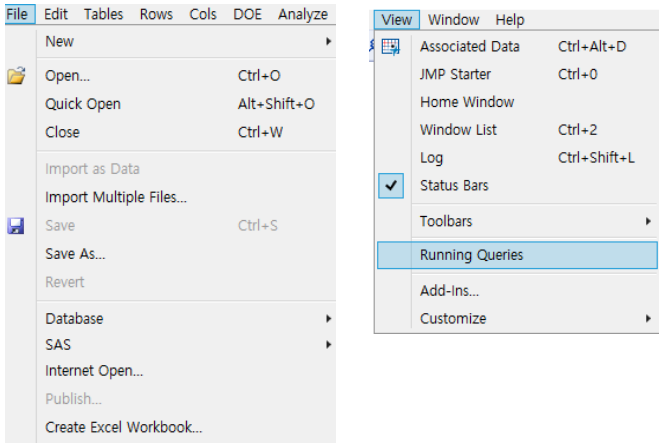 File Edit Tables Rows Cols DOE Analyze
New
Open... Ctrl+O
Quick Open Alt+Shift+O
Close Ctrl+W
Import as Data
Import Multiple Files...
Save Ctrl+S
Save As...
Revert
Database
SAS
Internet Open...
Publish...
Create Excel Workbook...
View Window Help
Associated Data Ctrl+Alt+D
JMP Starter Ctrl+0
Home Window
Window List Ctrl+2
Log Ctrl+Shift+L
Status Bars
Toolbars
Running Queries
Add-Ins...
Customize